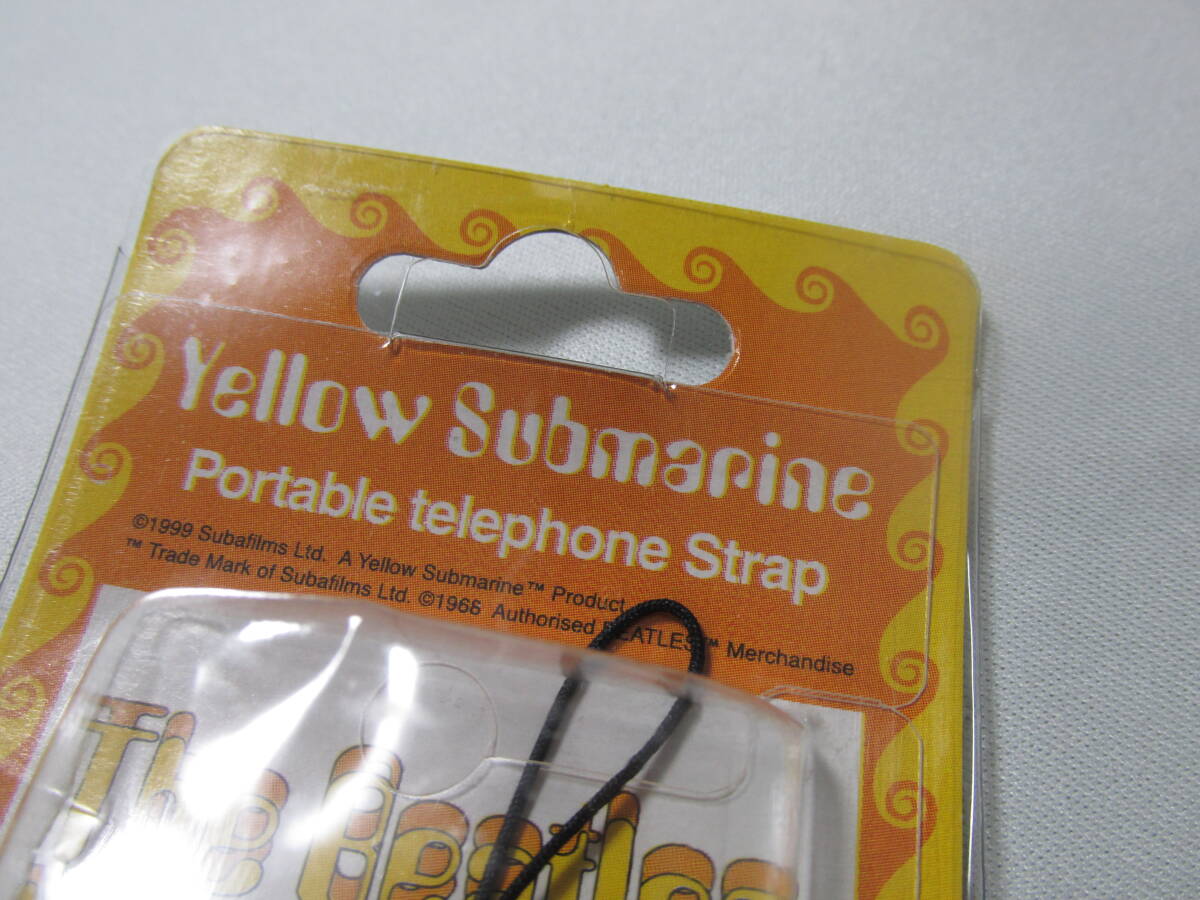 Yellow Submarine
Portable telephone Strap
©1999 Subafilms Ltd. A Yellow Submarine™ Product
™ Trade Mark of Subafilms Ltd. ©1966 Authorised BEATLES™ Merchandise
The Beatles